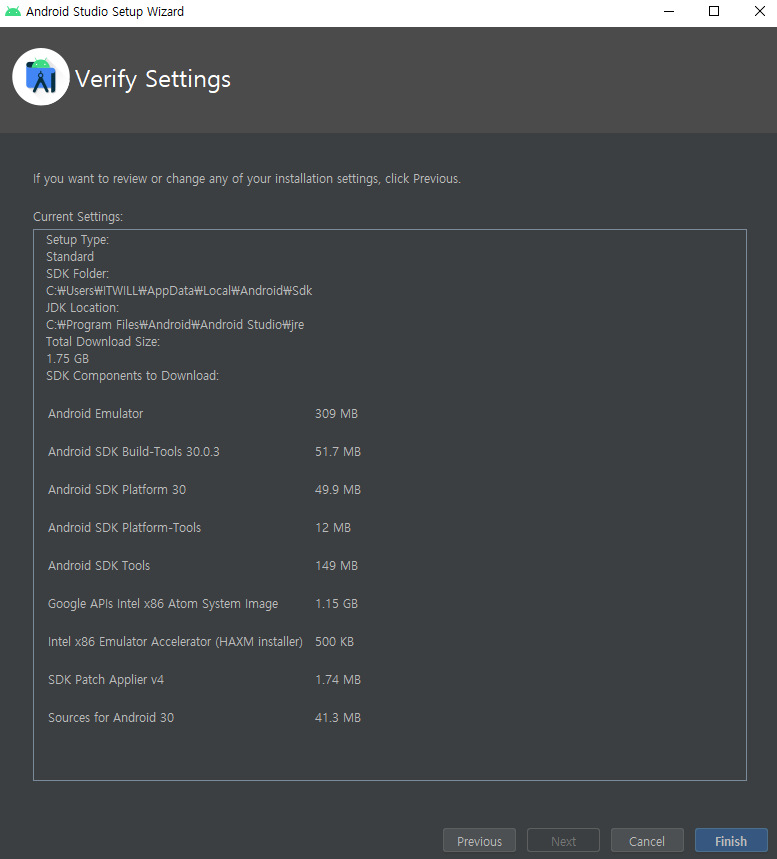 Android Studio Setup Wizard
Verify Settings
If you want to review or change any of your installation settings, click Previous.
Current Settings:
Setup Type:
Standard
SDK Folder:
C:₩Users₩ITWILL₩AppData₩Local₩Android₩Sdk
JDK Location:
C:₩Program Files₩Android₩Android Studio₩jre
Total Download Size:
1.75 GB
SDK Components to Download:
Android Emulator 309 MB
Android SDK Build-Tools 30.0.3 51.7 MB
Android SDK Platform 30 49.9 MB
Android SDK Platform-Tools 12 MB
Android SDK Tools 149 MB
Google APIs Intel x86 Atom System Image 1.15 GB
Intel x86 Emulator Accelerator (HAXM installer) 500 KB
SDK Patch Applier v4 1.74 MB
Sources for Android 30 41.3 MB
Previous Next Cancel Finish